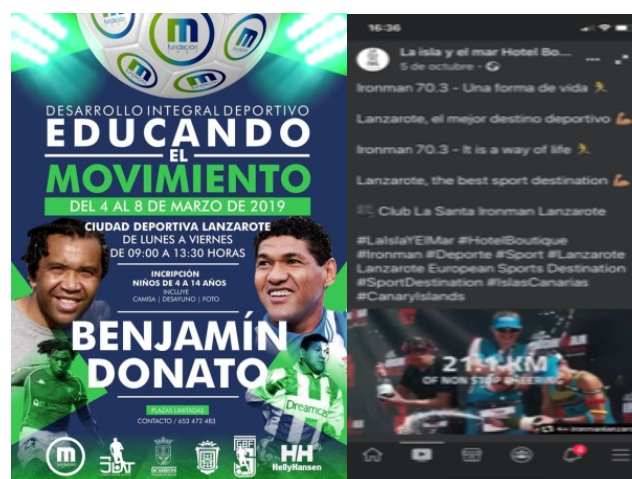 m
fundación
DESARROLLO INTEGRAL DEPORTIVO
EDUCANDO
EL
MOVIMIENTO
DEL 4 AL 8 DE MARZO DE 2019
CIUDAD DEPORTIVA LANZAROTE
DE LUNES A VIERNES
DE 09:00 A 13:30 HORAS
INCRIPCIÓN
NIÑOS DE 4 A 14 AÑOS
INCLUYE
CAMISA | DESAYUNO | FOTO
BENJAMÍN
DONATO
Dreamca
PLAZAS LIMITADAS
CONTACTO / 653 472 483
m
HH
HellyHansen
16:36
La isla y el mar Hotel Bo...
5 de octubre
Ironman 70.3 - Una forma de vida
Lanzarote, el mejor destino deportivo
Ironman 70.3 - It is a way of life
Lanzarote, the best sport destination
Club La Santa Ironman Lanzarote
#LaIslaYElMar #HotelBoutique
#Ironman #Deporte #Sport #Lanzarote
Lanzarote European Sports Destination
#SportDestination #IslasCanarias
#CanaryIslands
21.1 KM
OF NON STOP CHEERING